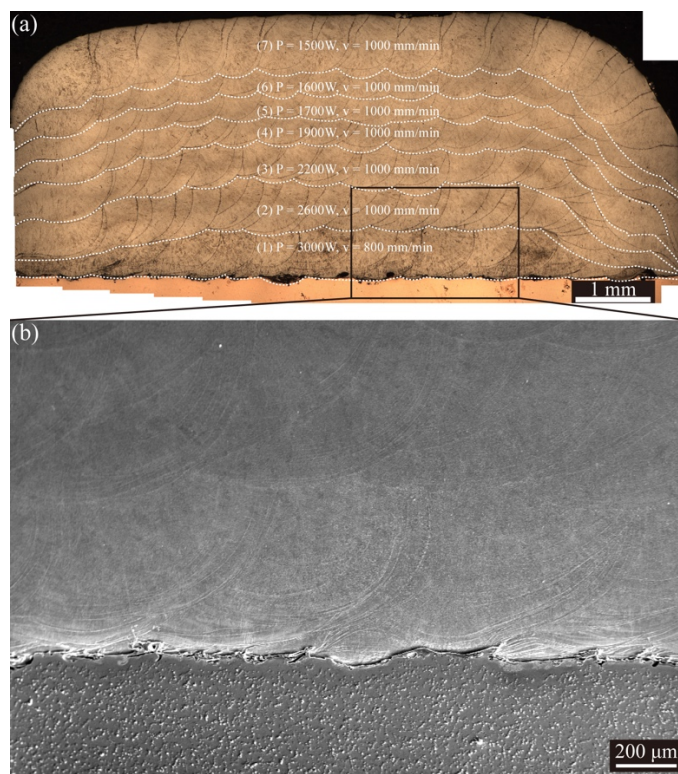 (a)
(7) P = 1500W, v = 1000 mm/min
(6) P = 1600W, v = 1000 mm/min
(5) P = 1700W, v = 1000 mm/min
(4) P = 1900W, v = 1000 mm/min
(3) P = 2200W, v = 1000 mm/min
(2) P = 2600W, v = 1000 mm/min
(1) P = 3000W, v = 800 mm/min
1 mm
(b)
200 μm